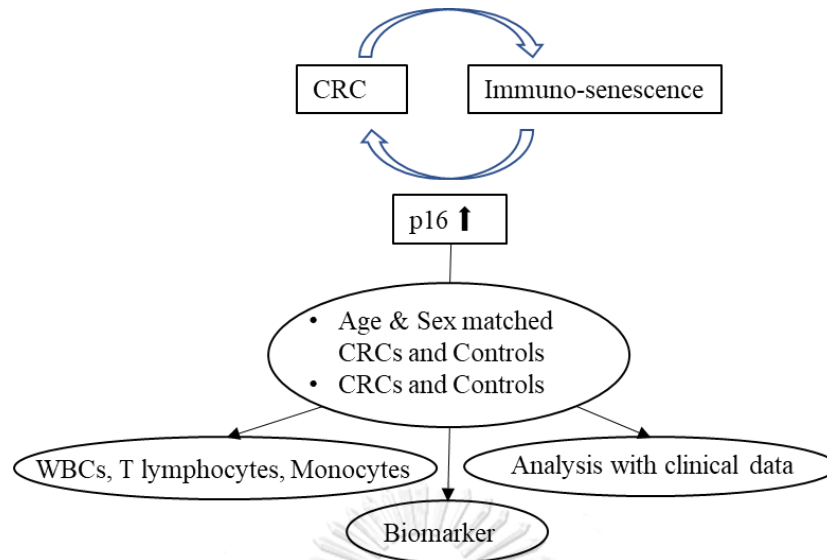 CRC
Immuno-senescence
p16 ⬆
• Age & Sex matched
CRCs and Controls
• CRCs and Controls
WBCs, T lymphocytes, Monocytes
Analysis with clinical data
Biomarker